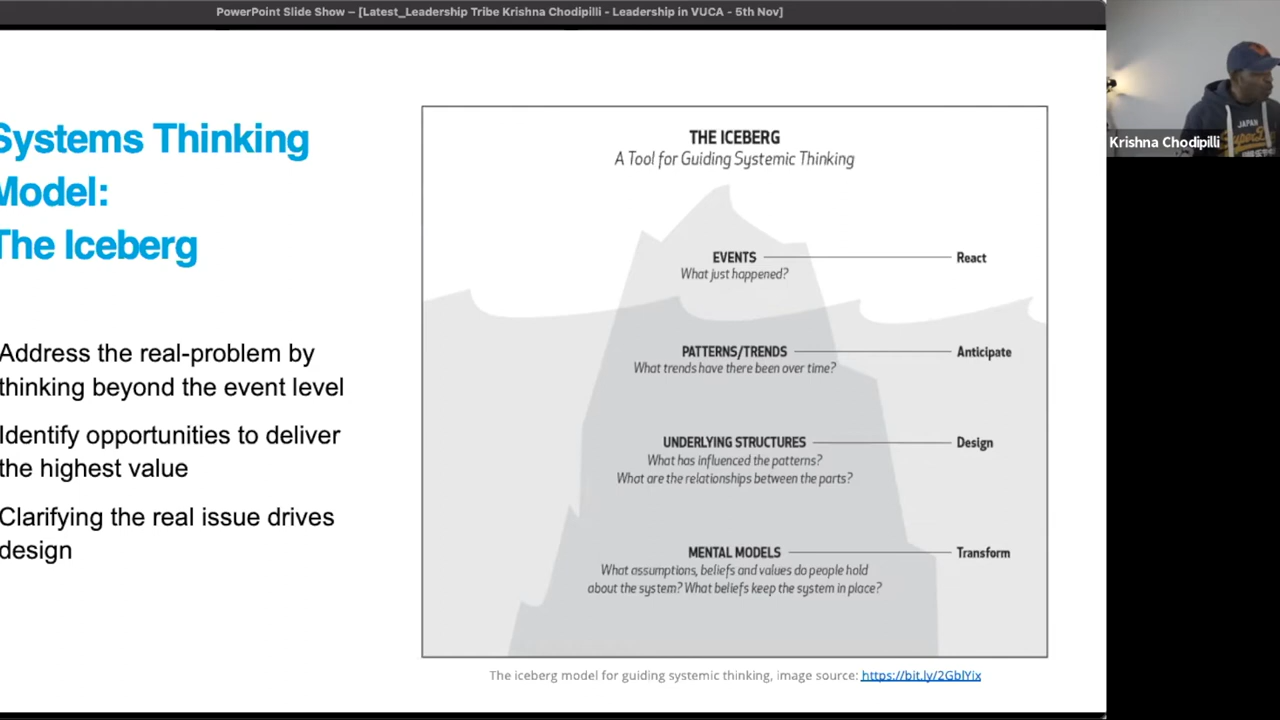 PowerPoint Slide Show – [Latest_Leadership Tribe Krishna Chodipilli - Leadership in VUCA - 5th Nov]
Systems Thinking
Model:
The Iceberg
Address the real-problem by
thinking beyond the event level
Identify opportunities to deliver
the highest value
Clarifying the real issue drives
design
THE ICEBERG
A Tool for Guiding Systemic Thinking
EVENTS React
What just happened?
PATTERNS/TRENDS Anticipate
What trends have there been over time?
UNDERLYING STRUCTURES Design
What has influenced the patterns?
What are the relationships between the parts?
MENTAL MODELS Transform
What assumptions, beliefs and values do people hold
about the system? What beliefs keep the system in place?
The iceberg model for guiding systemic thinking, image source: https://bit.ly/2GblYix
JAPAN
Krishna Chodipilli